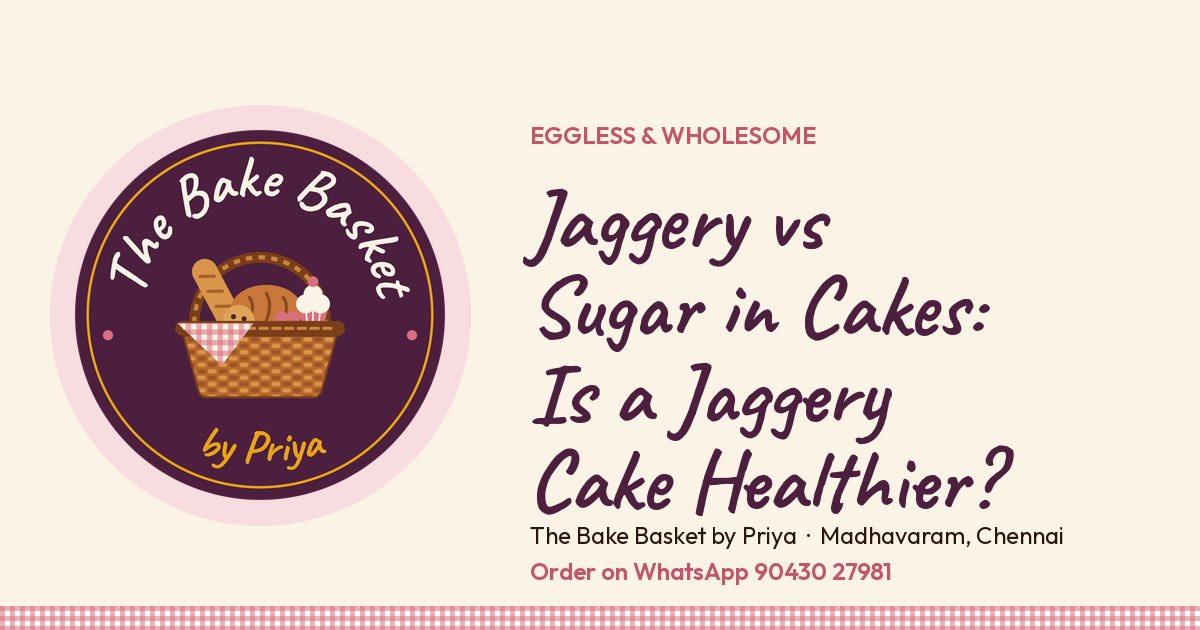 The Bake Basket
by Priya
EGGLESS & WHOLESOME
Jaggery vs
Sugar in Cakes:
Is a Jaggery
Cake Healthier?
The Bake Basket by Priya · Madhavaram, Chennai
Order on WhatsApp 90430 27981